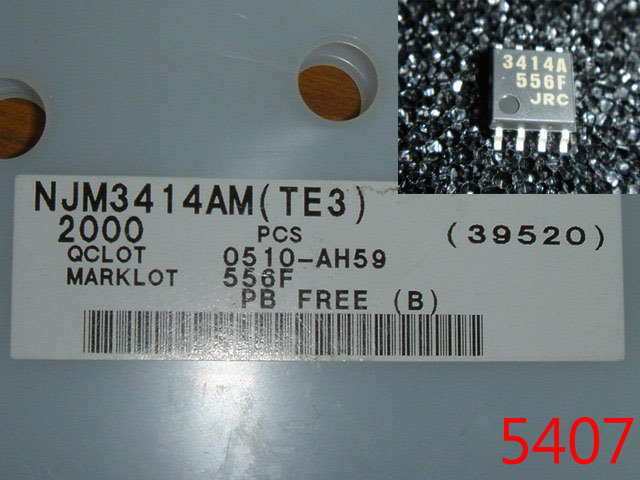 3414A
556F
JRC
NJM3414AM(TE3)
2000 PCS (39520)
QCLOT 0510-AH59
MARKLOT 556F
PB FREE (B)
5407